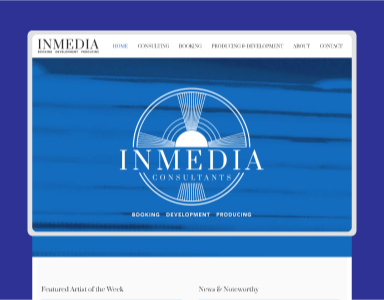 INMEDIA
BOOKING DEVELOPMENT PRODUCING
HOME CONSULTING BOOKING PRODUCING & DEVELOPMENT ABOUT CONTACT
INMEDIA
CONSULTANTS
BOOKING DEVELOPMENT PRODUCING
Featured Artist of the Week News & Noteworthy